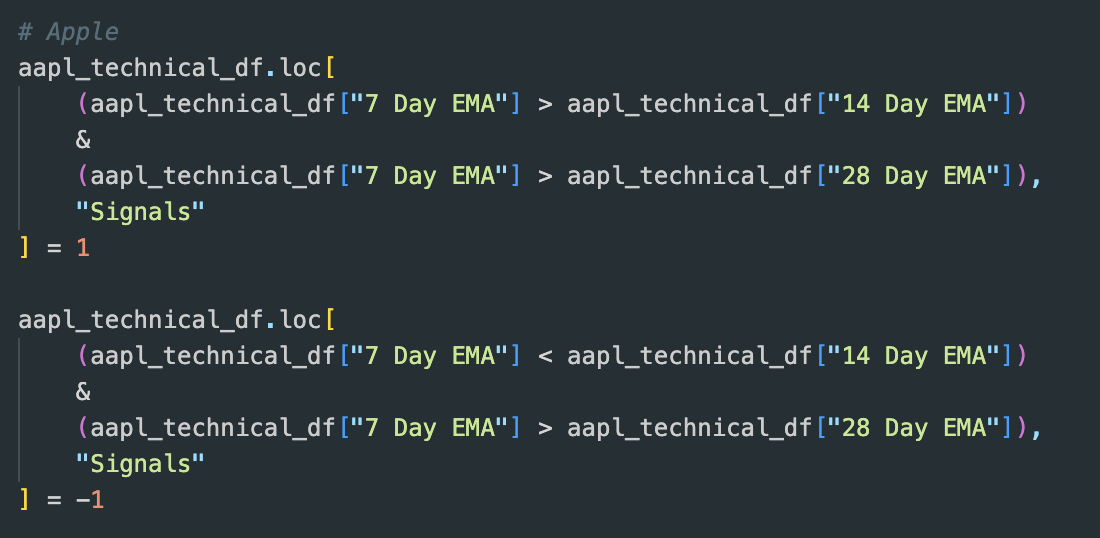 # Apple
aapl_technical_df.loc[
    (aapl_technical_df["7 Day EMA"] > aapl_technical_df["14 Day EMA"])
    &
    (aapl_technical_df["7 Day EMA"] > aapl_technical_df["28 Day EMA"]),
    "Signals"
] = 1

aapl_technical_df.loc[
    (aapl_technical_df["7 Day EMA"] < aapl_technical_df["14 Day EMA"])
    &
    (aapl_technical_df["7 Day EMA"] > aapl_technical_df["28 Day EMA"]),
    "Signals"
] = -1